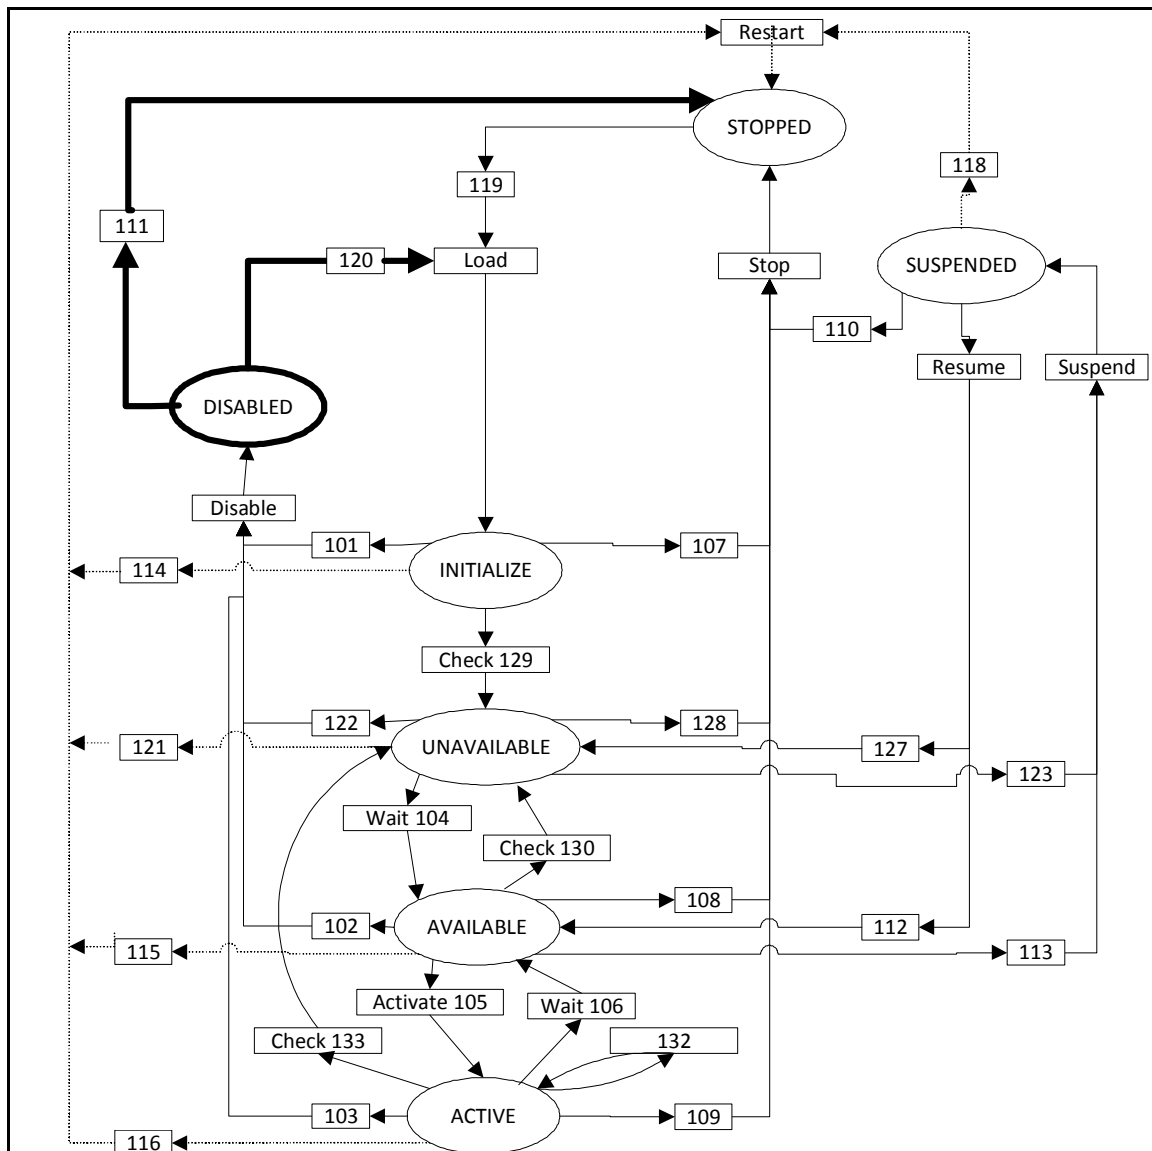 Restart
STOPPED
118
119
111
120
Load
Stop
SUSPENDED
110
Resume
Suspend
DISABLED
Disable
101
107
114
INITIALIZE
Check 129
122
128
121
UNAVAILABLE
127
123
Wait 104
Check 130
108
102
AVAILABLE
112
115
113
Activate 105
Wait 106
Check 133
132
103
ACTIVE
109
116